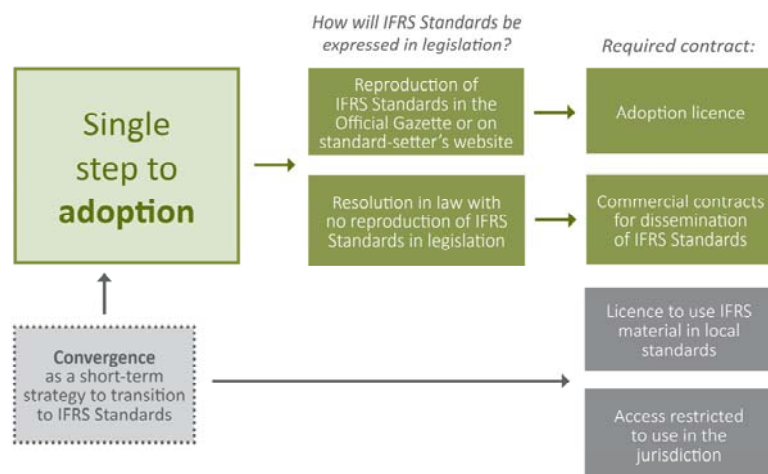 How will IFRS Standards be
expressed in legislation?
Required contract:
Single
step to
adoption
Reproduction of
IFRS Standards in the
Official Gazette or on
standard-setter's website
Adoption licence
Resolution in law with
no reproduction of IFRS
Standards in legislation
Commercial contracts
for dissemination
of IFRS Standards
Convergence
as a short-term
strategy to transition
to IFRS Standards
Licence to use IFRS
material in local
standards
Access restricted
to use in the
jurisdiction